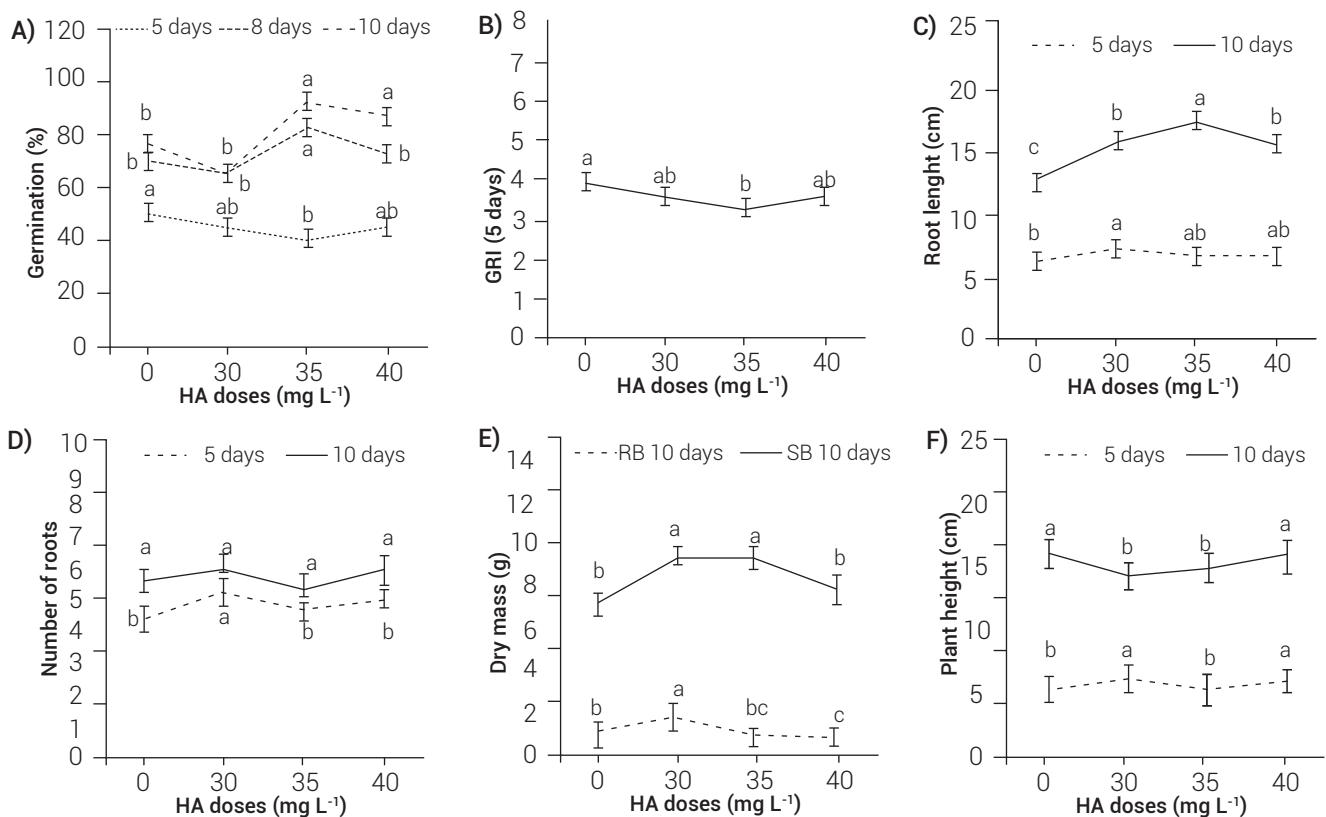 A)
5 days 8 days 10 days
Germination (%)
120
100
80
60
40
20
0
b
b
a
a
b
b
a
b
ab
a
b
ab
0 30 35 40
HA doses (mg L-1)
B)
GRI (5 days)
8
7
6
5
4
3
2
1
0
a ab b ab
0 30 35 40
HA doses (mg L-1)
C)
5 days 10 days
Root lenght (cm)
25
20
15
10
5
0
c b a b
b a ab ab
0 30 35 40
HA doses (mg L-1)
D)
5 days 10 days
Number of roots
10
9
8
7
6
5
4
3
2
1
0
a a a a
b a b b
0 30 35 40
HA doses (mg L-1)
E)
RB 10 days SB 10 days
Dry mass (g)
14
12
10
8
6
4
2
0
b a a b
b a bc c
0 30 35 40
HA doses (mg L-1)
F)
5 days 10 days
Plant height (cm)
25
20
15
10
5
0
a b b a
b a b a
0 30 35 40
HA doses (mg L-1)